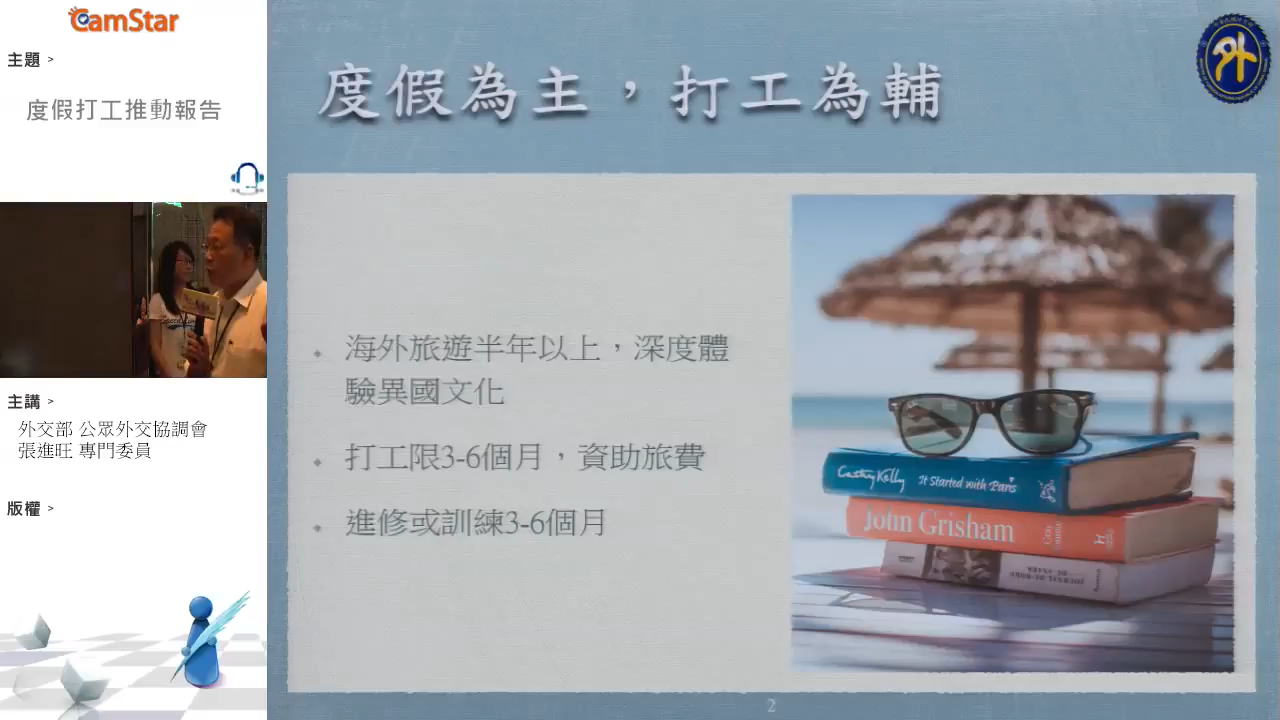 CamStar
主題 >
度假打工推動報告
主講 >
外交部 公眾外交協調會
張進旺 專門委員
版權 >
度假為主，打工為輔
外
海外旅遊半年以上，深度體
驗異國文化
打工限3-6個月，資助旅費
進修或訓練3-6個月
Cathy Kelly It Started with Paris
John Grisham
2